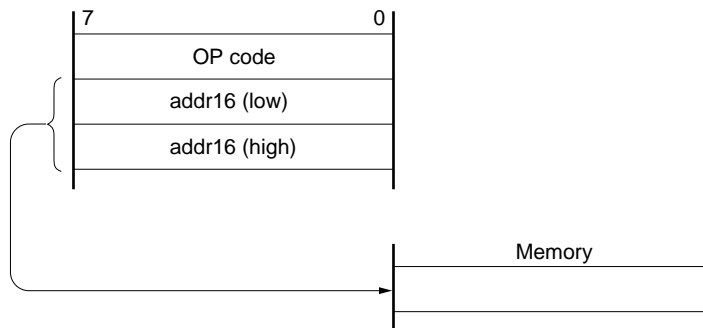 7 0
OP code
addr16 (low)
addr16 (high)
Memory